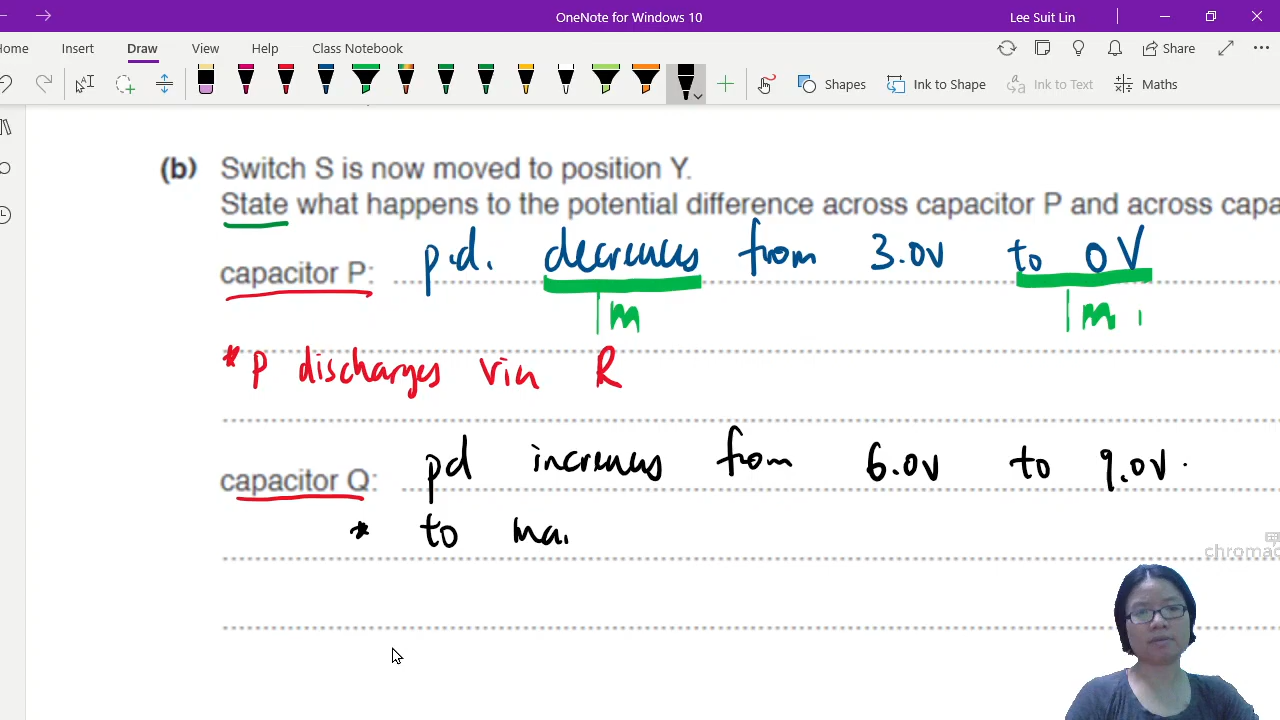 OneNote for Windows 10
Lee Suit Lin
ome Insert Draw View Help Class Notebook
Share
Shapes Ink to Shape Ink to Text Maths
(b) Switch S is now moved to position Y.
State what happens to the potential difference across capacitor P and across capa
capacitor P: p.d. decreases from 3.0V to 0V
1m 1m
* P discharges via R
capacitor Q: pd increases from 6.0V to 9.0V.
* to mai
chromac